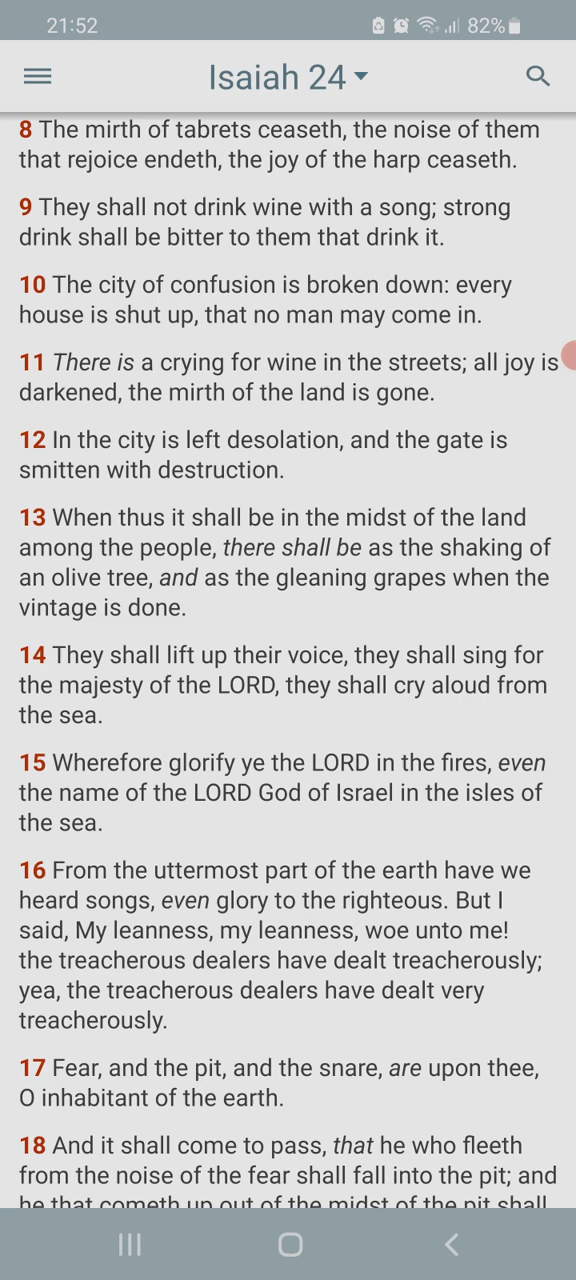 21:52
82%
Isaiah 24
8 The mirth of tabrets ceaseth, the noise of them
that rejoice endeth, the joy of the harp ceaseth.
9 They shall not drink wine with a song; strong
drink shall be bitter to them that drink it.
10 The city of confusion is broken down: every
house is shut up, that no man may come in.
11 There is a crying for wine in the streets; all joy is
darkened, the mirth of the land is gone.
12 In the city is left desolation, and the gate is
smitten with destruction.
13 When thus it shall be in the midst of the land
among the people, there shall be as the shaking of
an olive tree, and as the gleaning grapes when the
vintage is done.
14 They shall lift up their voice, they shall sing for
the majesty of the LORD, they shall cry aloud from
the sea.
15 Wherefore glorify ye the LORD in the fires, even
the name of the LORD God of Israel in the isles of
the sea.
16 From the uttermost part of the earth have we
heard songs, even glory to the righteous. But I
said, My leanness, my leanness, woe unto me!
the treacherous dealers have dealt treacherously;
yea, the treacherous dealers have dealt very
treacherously.
17 Fear, and the pit, and the snare, are upon thee,
O inhabitant of the earth.
18 And it shall come to pass, that he who fleeth
from the noise of the fear shall fall into the pit; and
he that cometh up out of the midst of the pit shall